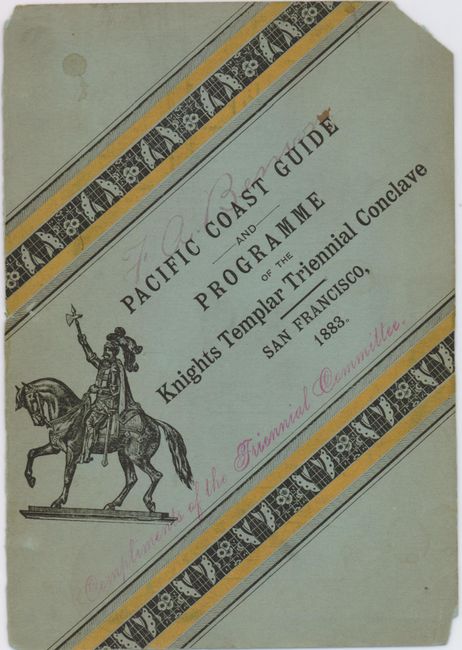 PACIFIC COAST GUIDE
AND
PROGRAMME
OF THE
Knights Templar Triennial Conclave
SAN FRANCISCO,
1883.
Compliments of the Triennial Committee.